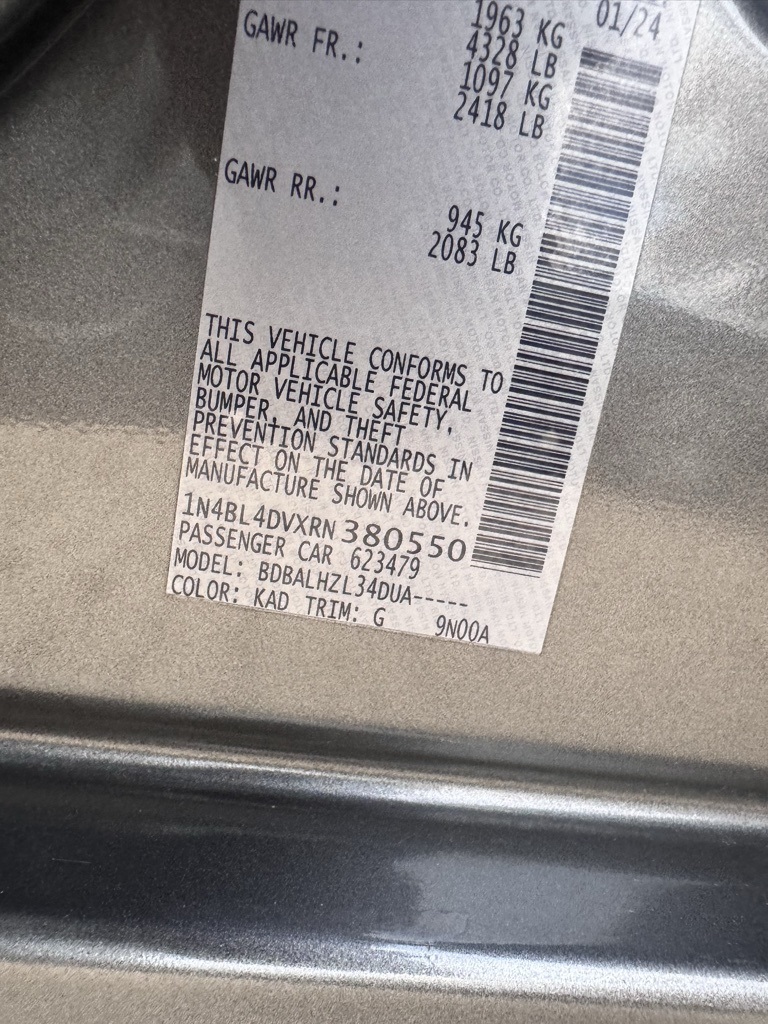 01/24
1963 KG
4328 LB
GAWR FR.: 1097 KG
2418 LB
GAWR RR.: 945 KG
2083 LB
THIS VEHICLE CONFORMS TO
ALL APPLICABLE FEDERAL
MOTOR VEHICLE SAFETY,
BUMPER, AND THEFT
PREVENTION STANDARDS IN
EFFECT ON THE DATE OF
MANUFACTURE SHOWN ABOVE.
1N4BL4DVXRN380550
PASSENGER CAR 623479
MODEL: BDBALHZL34DUA-----
COLOR: KAD TRIM: G 9N00A